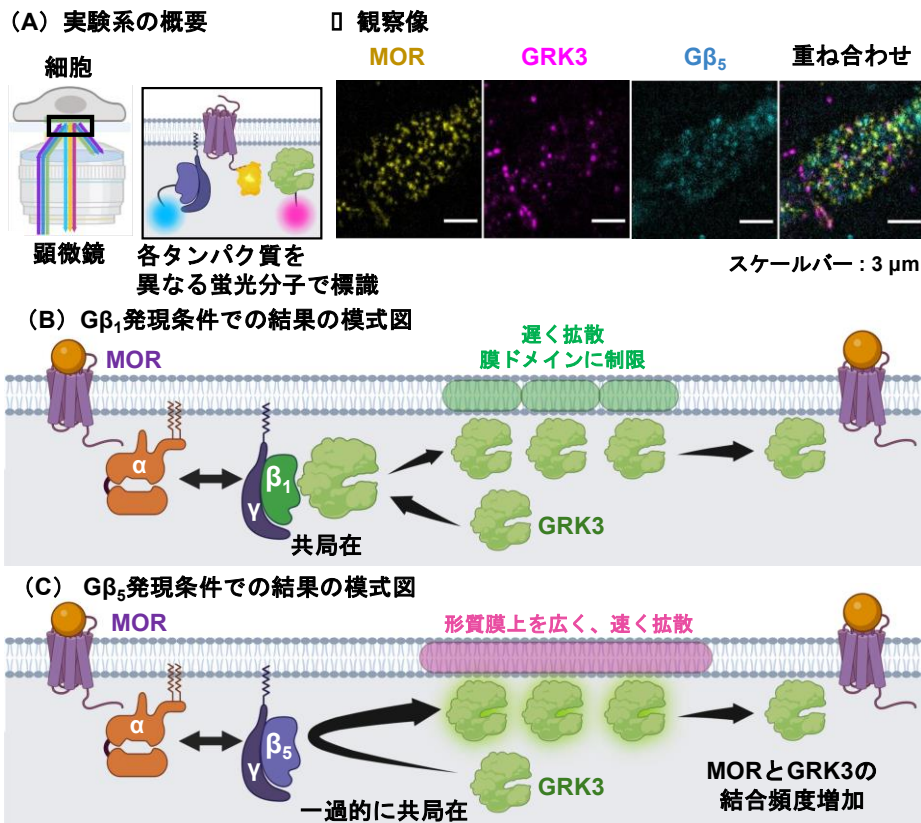 （A）実験系の概要
▯ 観察像
細胞
顕微鏡
各タンパク質を
異なる蛍光分子で標識
MOR
GRK3
Gβ₅
重ね合わせ
スケールバー : 3 μm
（B）Gβ₁発現条件での結果の模式図
MOR
遅く拡散
膜ドメインに制限
α
β₁
γ
共局在
GRK3
（C） Gβ₅発現条件での結果の模式図
MOR
形質膜上を広く、速く拡散
α
β₅
γ
一過的に共局在
GRK3
MORとGRK3の
結合頻度増加